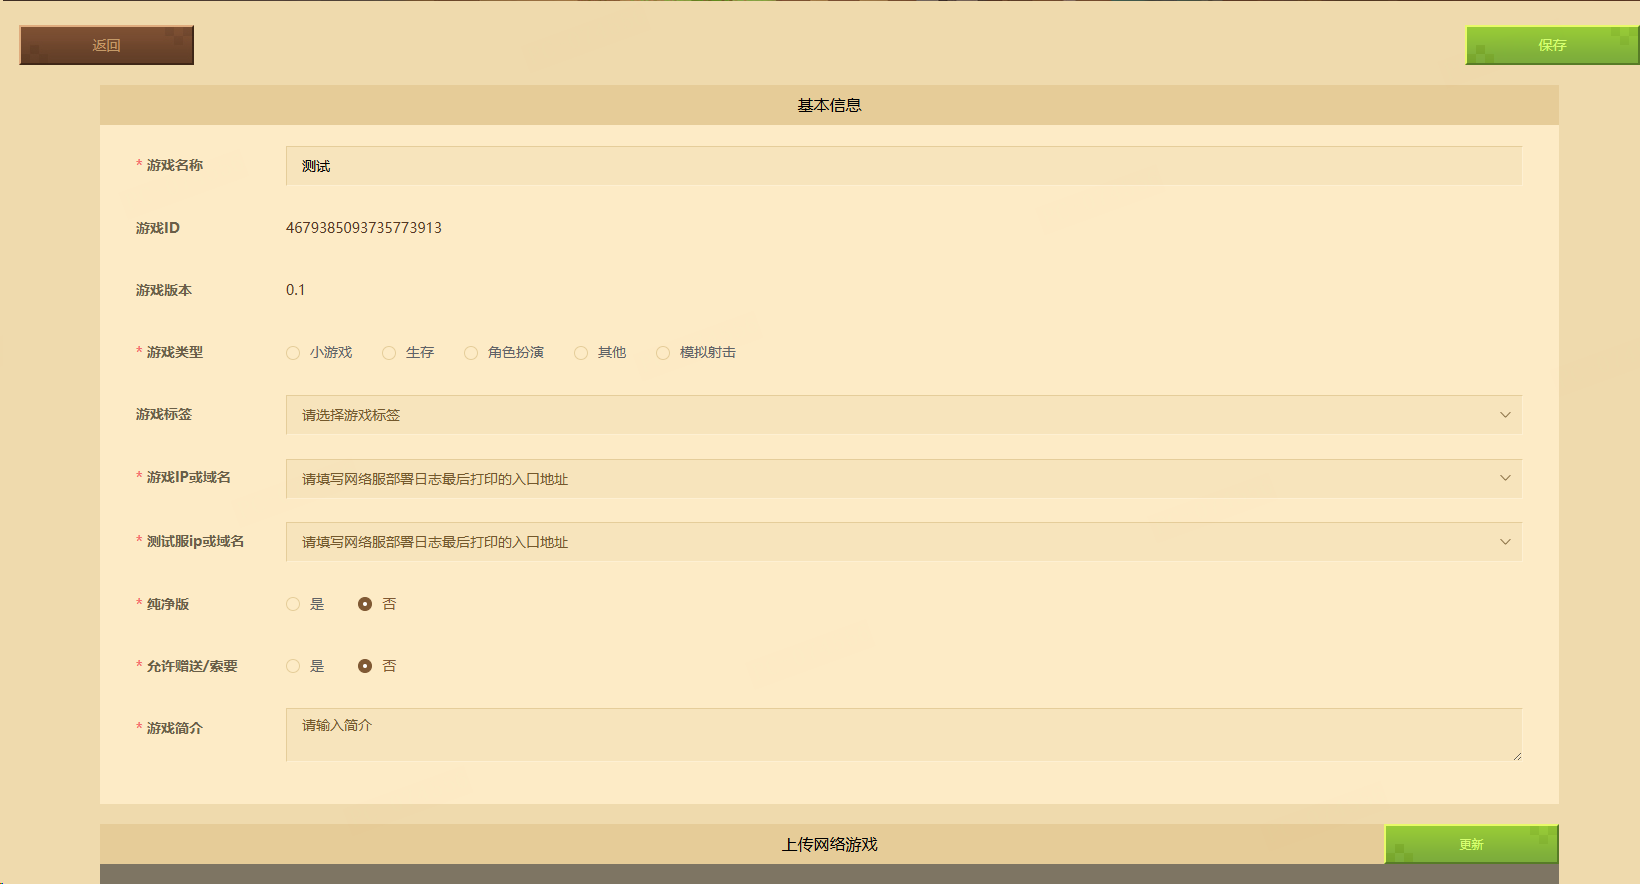 返回
保存
基本信息
* 游戏名称 测试
游戏ID 4679385093735773913
游戏版本 0.1
* 游戏类型 小游戏 生存 角色扮演 其他 模拟射击
游戏标签 请选择游戏标签
* 游戏IP或域名 请填写网络服部署日志最后打印的入口地址
* 测试服ip或域名 请填写网络服部署日志最后打印的入口地址
* 纯净版 是 否
* 允许赠送/索要 是 否
* 游戏简介 请输入简介
上传网络游戏 更新